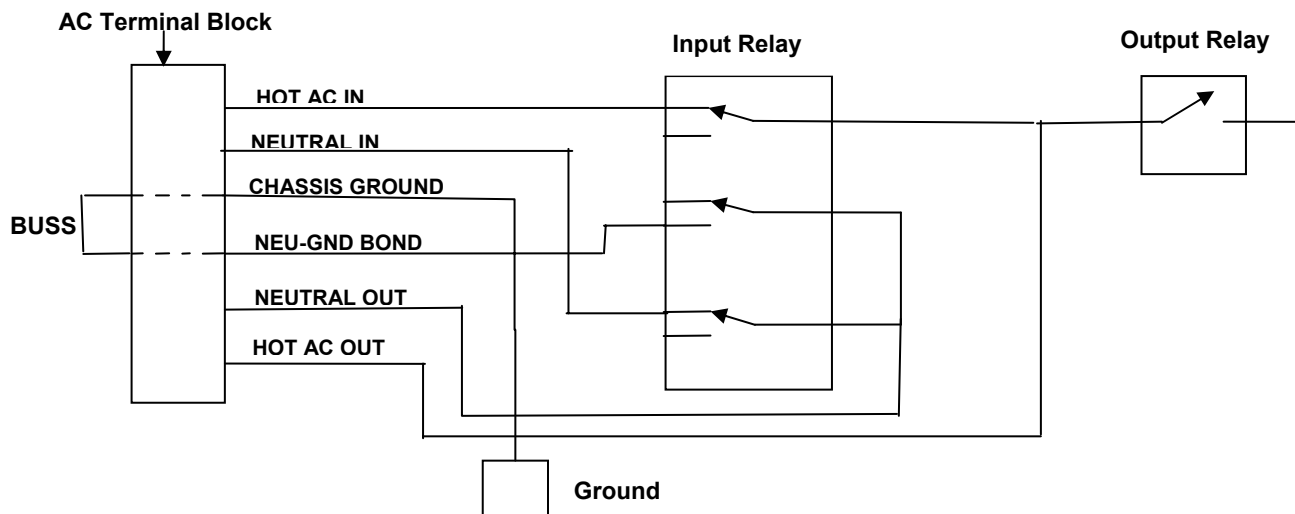 AC Terminal Block
Input Relay
Output Relay
HOT AC IN
NEUTRAL IN
CHASSIS GROUND
BUSS
NEU-GND BOND
NEUTRAL OUT
HOT AC OUT
Ground